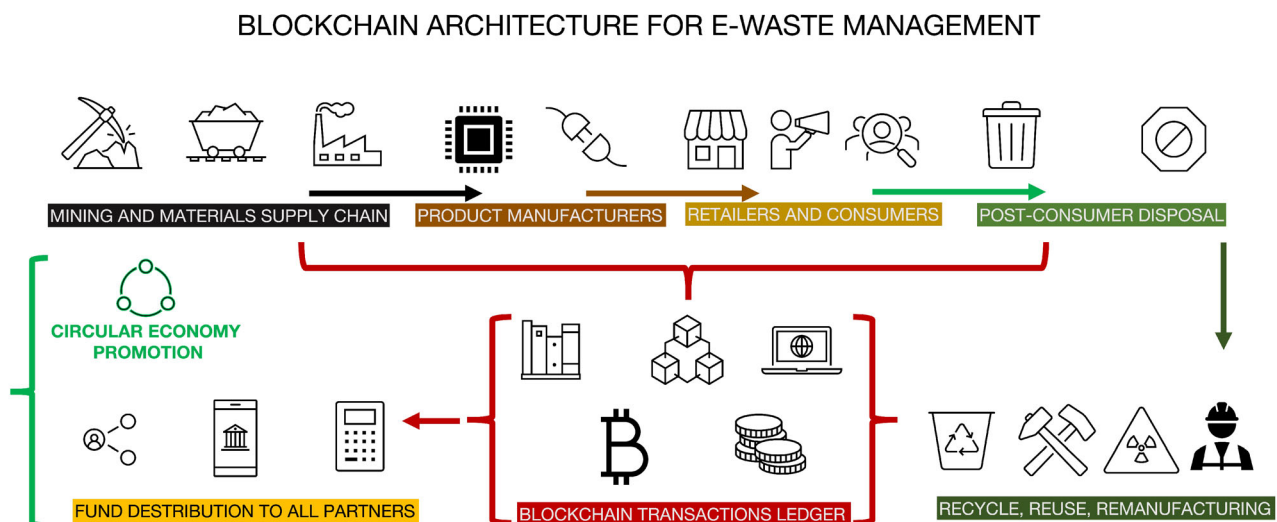 BLOCKCHAIN ARCHITECTURE FOR E-WASTE MANAGEMENT
MINING AND MATERIALS SUPPLY CHAIN
PRODUCT MANUFACTURERS
RETAILERS AND CONSUMERS
POST-CONSUMER DISPOSAL
CIRCULAR ECONOMY
PROMOTION
FUND DESTRIBUTION TO ALL PARTNERS
BLOCKCHAIN TRANSACTIONS LEDGER
RECYCLE, REUSE, REMANUFACTURING